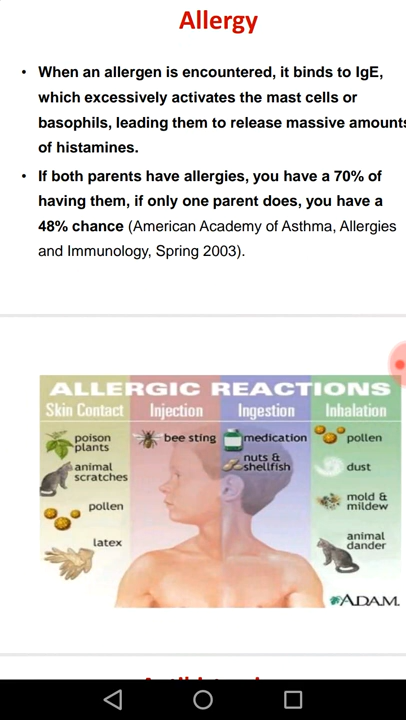 Allergy
• When an allergen is encountered, it binds to IgE,
which excessively activates the mast cells or
basophils, leading them to release massive amounts
of histamines.
• If both parents have allergies, you have a 70% of
having them, if only one parent does, you have a
48% chance (American Academy of Asthma, Allergies
and Immunology, Spring 2003).
ALLERGIC REACTIONS
Skin Contact Injection Ingestion Inhalation
poison
plants
animal
scratches
pollen
latex
bee sting
medication
nuts &
shellfish
pollen
dust
mold &
mildew
animal
dander
ADAM.